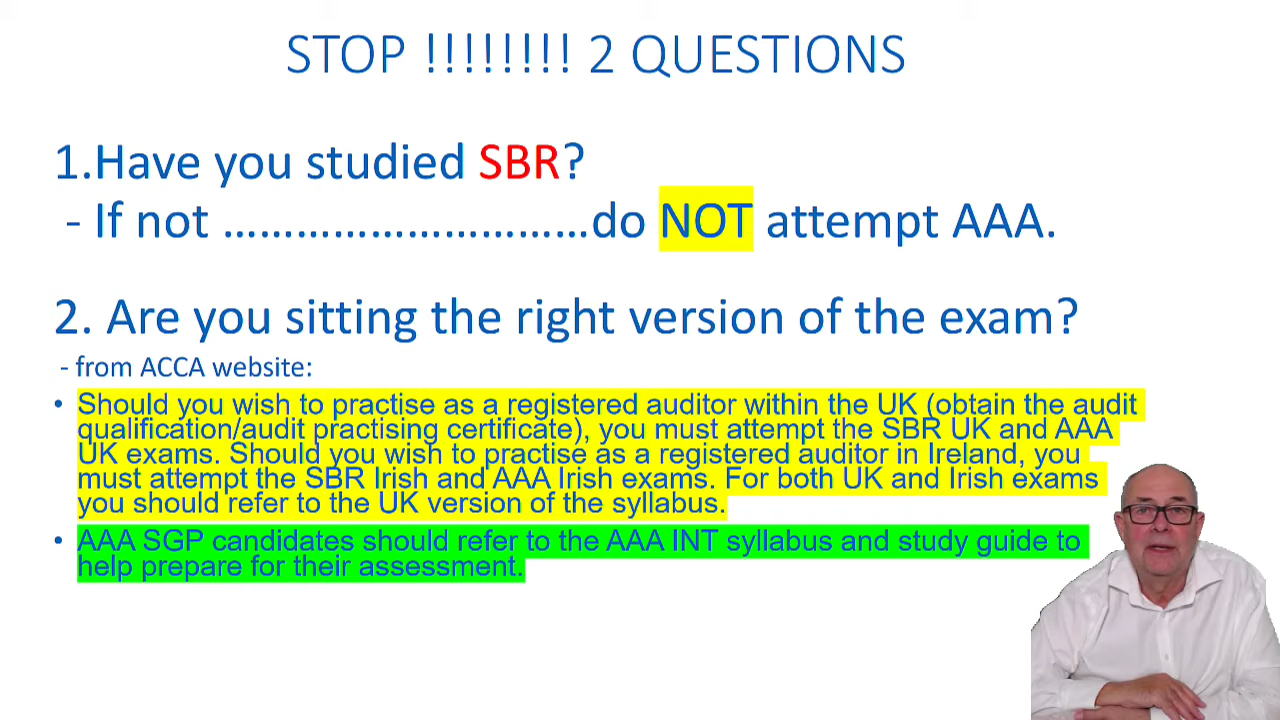 STOP !!!!!!!! 2 QUESTIONS
1.Have you studied SBR?
- If not ..............................do NOT attempt AAA.
2. Are you sitting the right version of the exam?
- from ACCA website:
• Should you wish to practise as a registered auditor within the UK (obtain the audit
qualification/audit practising certificate), you must attempt the SBR UK and AAA
UK exams. Should you wish to practise as a registered auditor in Ireland, you
must attempt the SBR Irish and AAA Irish exams. For both UK and Irish exams
you should refer to the UK version of the syllabus.
• AAA SGP candidates should refer to the AAA INT syllabus and study guide to
help prepare for their assessment.